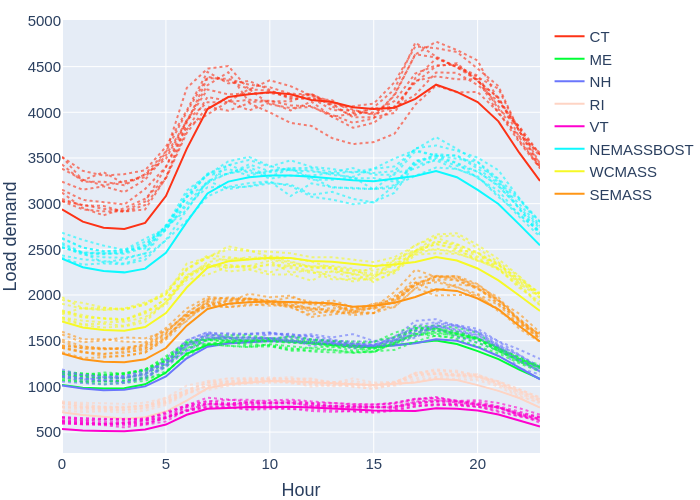 5000
4500
4000
3500
3000
2500
2000
1500
1000
500
0
5
10
15
20
Load demand
Hour
CT
ME
NH
RI
VT
NEMASSBOST
WCMASS
SEMASS